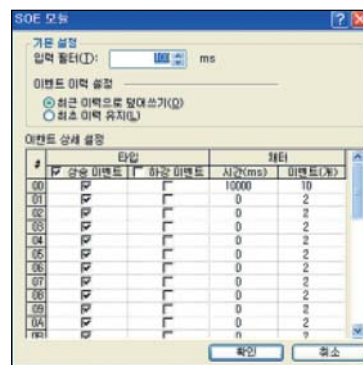 SOE 모듈
기본 설정
입력 필터(I): ms
이벤트 이력 설정
최근 이력으로 덮어쓰기(O)
최초 이력 유지(L)
이벤트 상세 설정
# 타입 채터
상승 이벤트 하강 이벤트 시간(ms) 이벤트(개)
00 10000 10
01 0 2
02 0 2
03 0 2
04 0 2
05 0 2
06 0 2
07 0 2
08 0 2
09 0 2
0A 0 2
0B 0 2
확인 취소